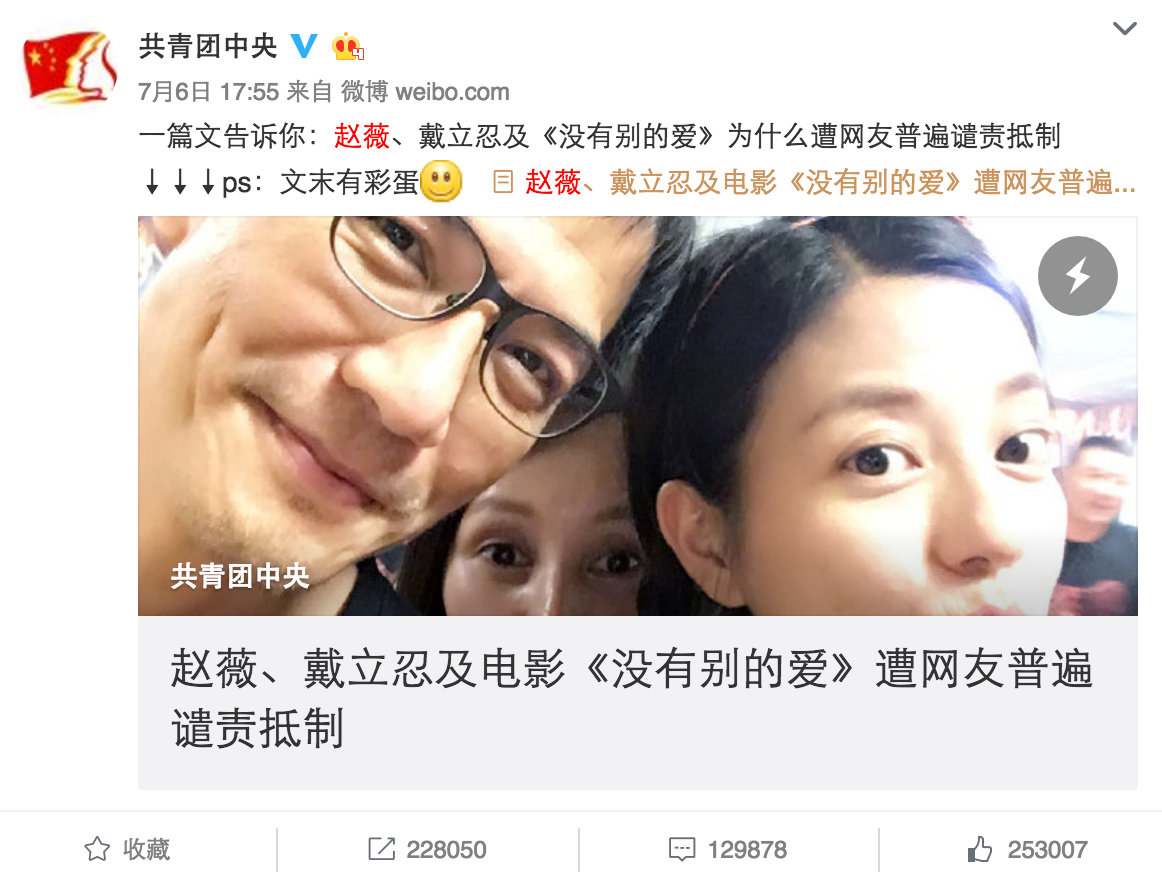 共青团中央
7月6日 17:55 来自 微博 weibo.com
一篇文告诉你：赵薇、戴立忍及《没有别的爱》为什么遭网友普遍谴责抵制
↓↓↓ps：文末有彩蛋 赵薇、戴立忍及电影《没有别的爱》遭网友普遍...
共青团中央
赵薇、戴立忍及电影《没有别的爱》遭网友普遍
谴责抵制
收藏 228050 129878 253007